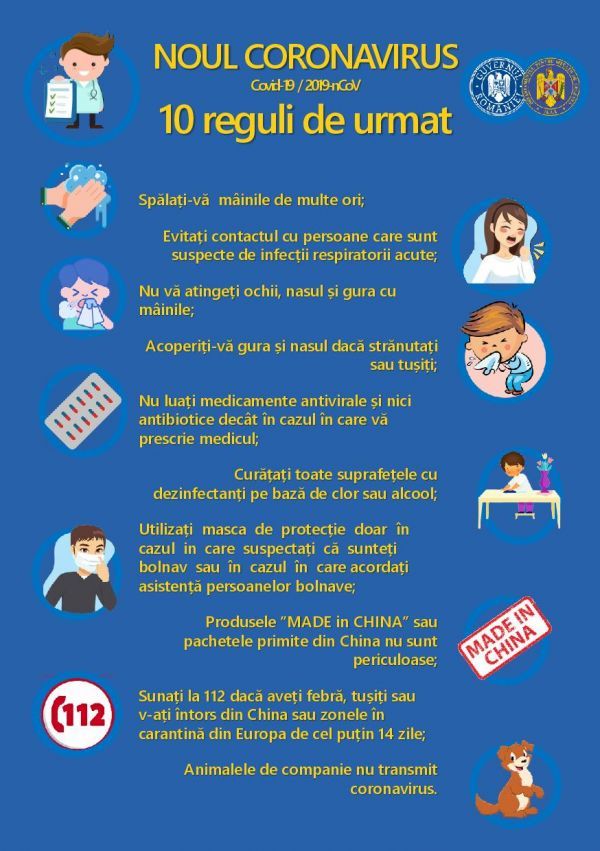 NOUL CORONAVIRUS
Covid-19 / 2019-nCoV
10 reguli de urmat
GUVERNUL
ROMÂNIEI
Spălați-vă mâinile de multe ori;
Evitați contactul cu persoane care sunt
suspecte de infecții respiratorii acute;
Nu vă atingeți ochii, nasul și gura cu
mâinile;
Acoperiți-vă gura și nasul dacă strănutați
sau tușiți;
Nu luați medicamente antivirale și nici
antibiotice decât în cazul în care vă
prescrie medicul;
Curățați toate suprafețele cu
dezinfectanți pe bază de clor sau alcool;
Utilizați masca de protecție doar în
cazul in care suspectați că sunteți
bolnav sau în cazul în care acordați
asistență persoanelor bolnave;
Produsele ”MADE in CHINA” sau
pachetele primite din China nu sunt
periculoase;
MADE IN
CHINA
Sunați la 112 dacă aveți febră, tușiți sau
v-ați întors din China sau zonele în
carantină din Europa de cel puțin 14 zile;
112
Animalele de companie nu transmit
coronavirus.